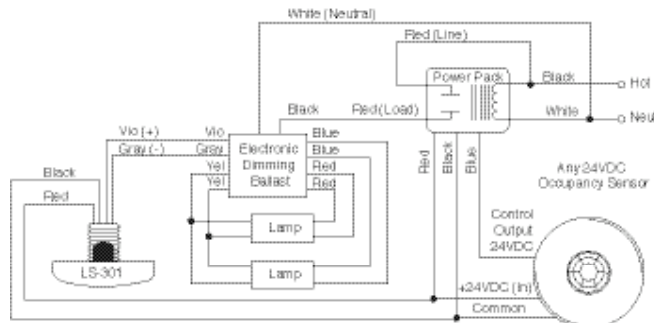 White (Neutral)
Red (Line)
Power Pack
Black
Hot
Black
Red (Load)
White
Neut
Vio (+)
Vio
Gray (-)
Gray
Electronic
Dimming
Ballast
Blue
Blue
Yel
Red
Yel
Red
Red
Black
Blue
Black
Red
Any 24VDC
Occupancy Sensor
Lamp
Control
Output
24VDC
LS-301
Lamp
+24VDC (In)
Common